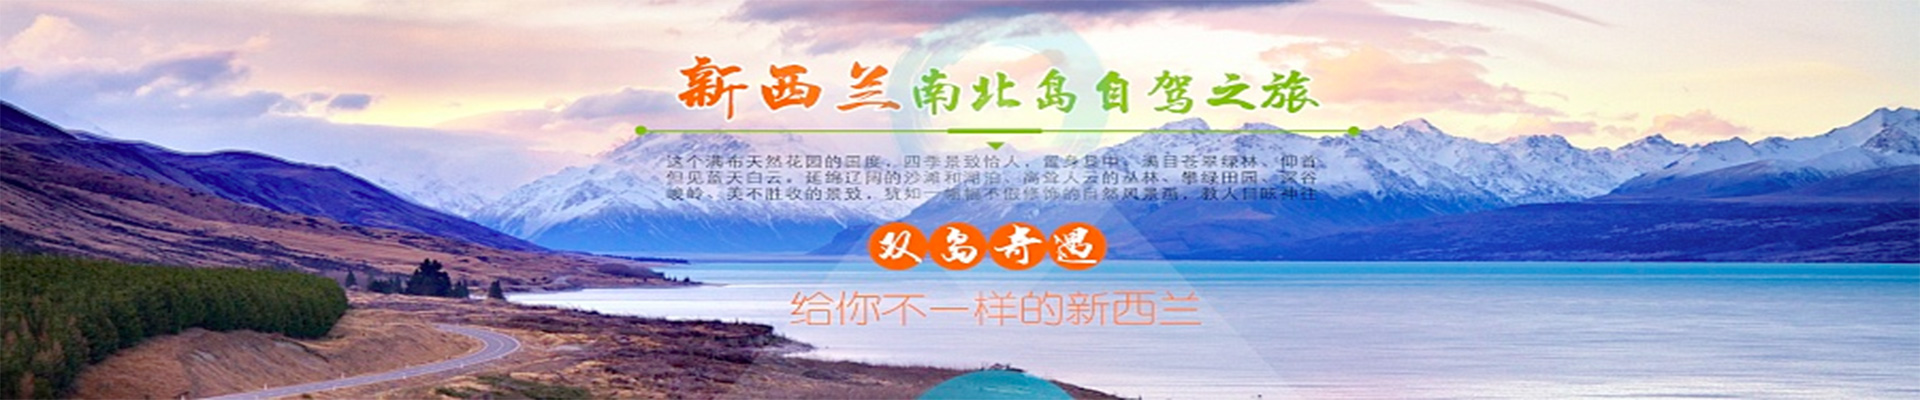 新西兰南北岛自驾之旅
这个满布天然花园的国度，四季景致怡人，置身其中、满目苍翠绿林、仰首
但见蓝天白云。延绵辽阔的沙滩和湖泊、高耸入云的丛林、攀绿田园、深谷
峻岭、美不胜收的景致，犹如一幅幅不假修饰的自然风景画，教人目眩神往
双岛奇遇
给你不一样的新西兰